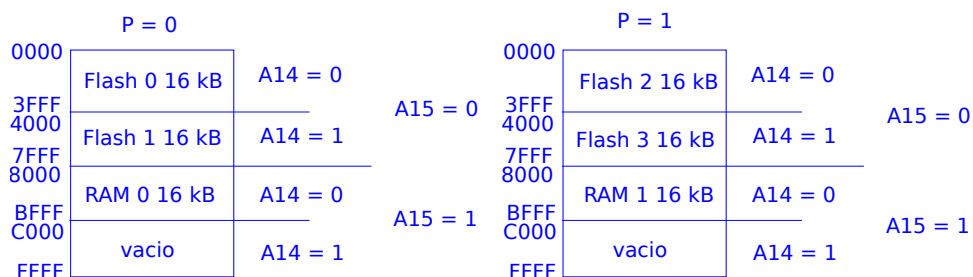 P = 0
0000
Flash 0 16 kB
A14 = 0
3FFF
A15 = 0
4000
Flash 1 16 kB
A14 = 1
7FFF
8000
RAM 0 16 kB
A14 = 0
BFFF
A15 = 1
C000
vacio
A14 = 1
FFFF
P = 1
0000
Flash 2 16 kB
A14 = 0
3FFF
A15 = 0
4000
Flash 3 16 kB
A14 = 1
7FFF
8000
RAM 1 16 kB
A14 = 0
BFFF
A15 = 1
C000
vacio
A14 = 1
FFFF